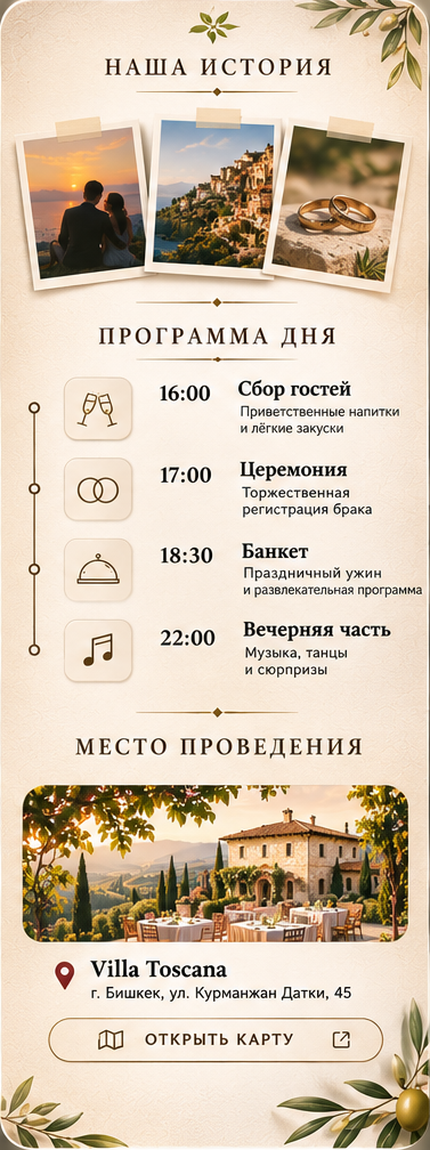 НАША ИСТОРИЯ
ПРОГРАММА ДНЯ
16:00
Сбор гостей
Приветственные напитки
и лёгкие закуски
17:00
Церемония
Торжественная
регистрация брака
18:30
Банкет
Праздничный ужин
и развлекательная программа
22:00
Вечерняя часть
Музыка, танцы
и сюрпризы
МЕСТО ПРОВЕДЕНИЯ
Villa Toscana
г. Бишкек, ул. Курманжан Датки, 45
ОТКРЫТЬ КАРТУ